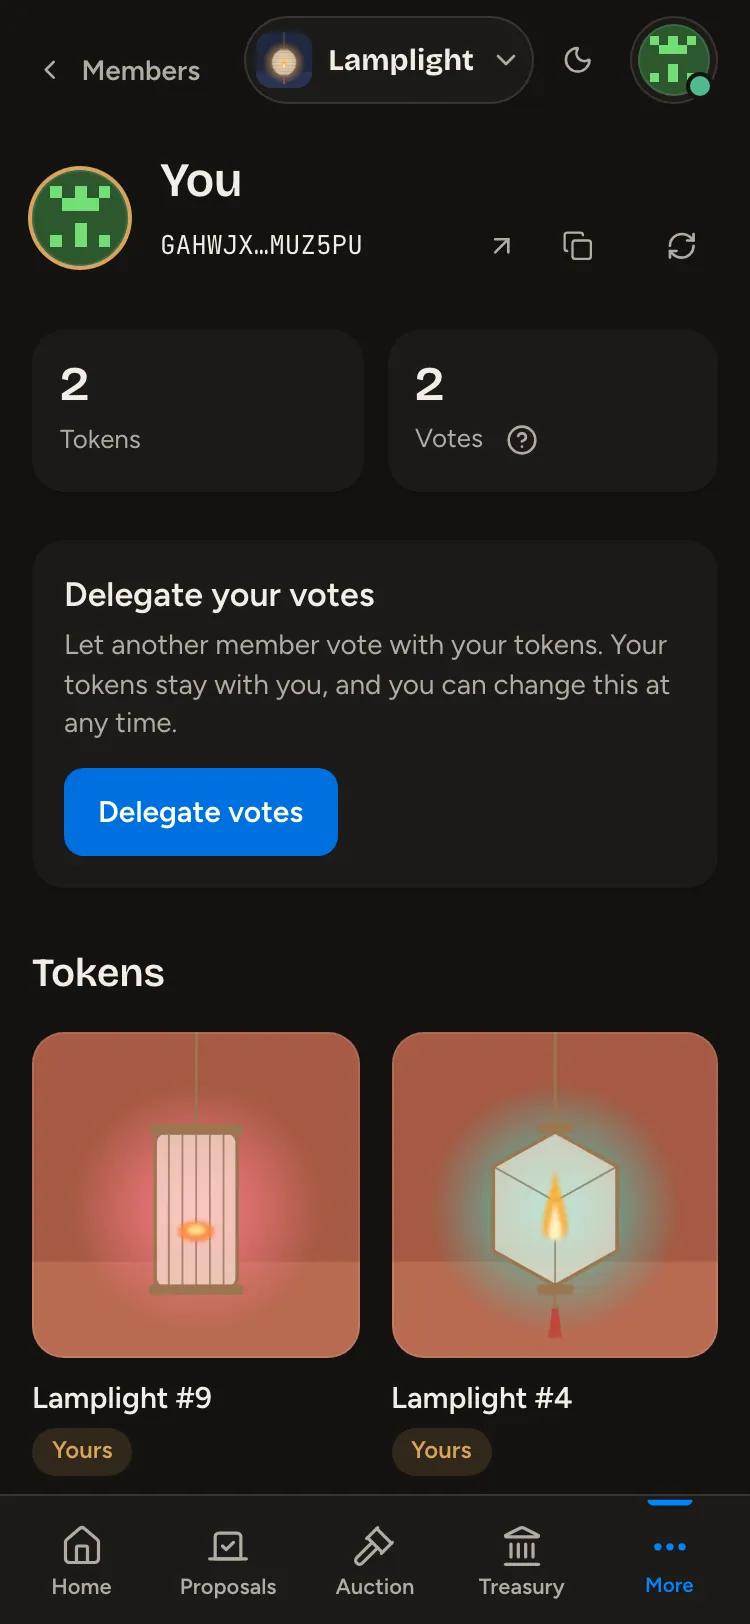 Members
Lamplight
You
GAHWJX…MUZ5PU
2
Tokens
2
Votes
Delegate your votes
Let another member vote with your tokens. Your
tokens stay with you, and you can change this at
any time.
Delegate votes
Tokens
Lamplight #9
Yours
Lamplight #4
Yours
Home
Proposals
Auction
Treasury
More